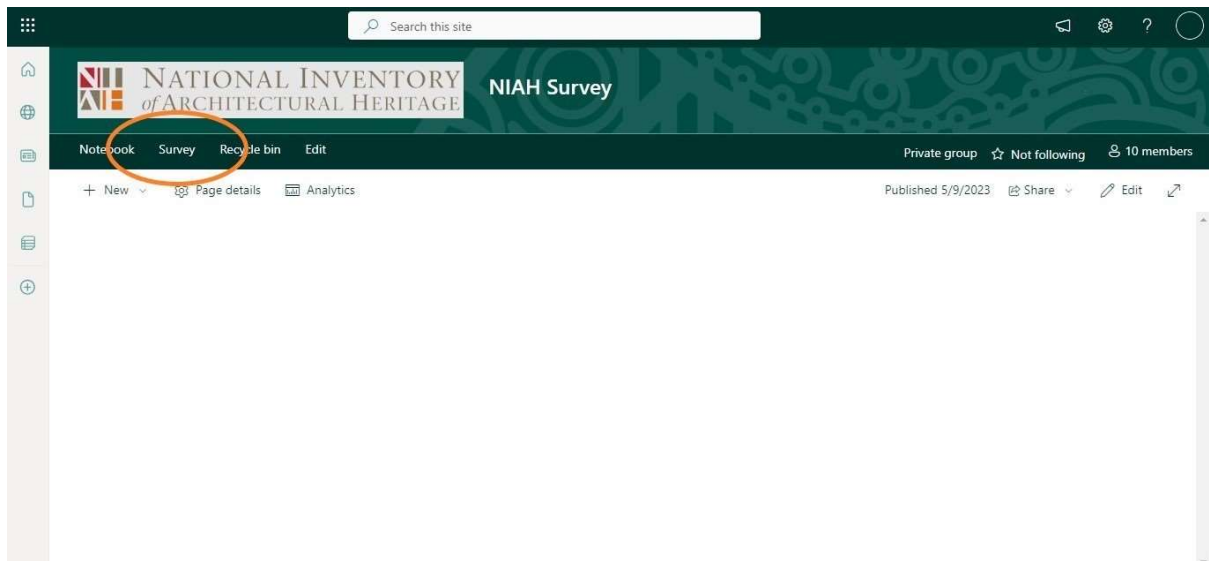 Search this site
?
NIAH
NATIONAL INVENTORY
of ARCHITECTURAL HERITAGE
NIAH Survey
Notebook Survey Recycle bin Edit Private group Not following 10 members
+ New Page details Analytics Published 5/9/2023 Share Edit